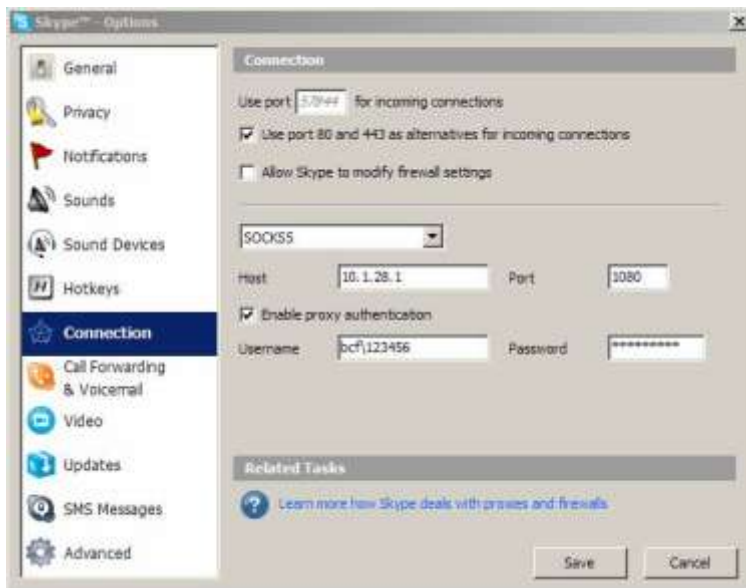 Skype™ - Options
General
Privacy
Notifications
Sounds
Sound Devices
Hotkeys
Connection
Call Forwarding
& Voicemail
Video
Updates
SMS Messages
Advanced
Connection
Use port for incoming connections
Use port 80 and 443 as alternatives for incoming connections
Allow Skype to modify firewall settings
SOCKS5
Host 10.1.28.1 Port 1080
Enable proxy authentication
Username bcf\123456 Password *********
Related Tasks
Learn more how Skype deals with proxies and firewalls
Save Cancel